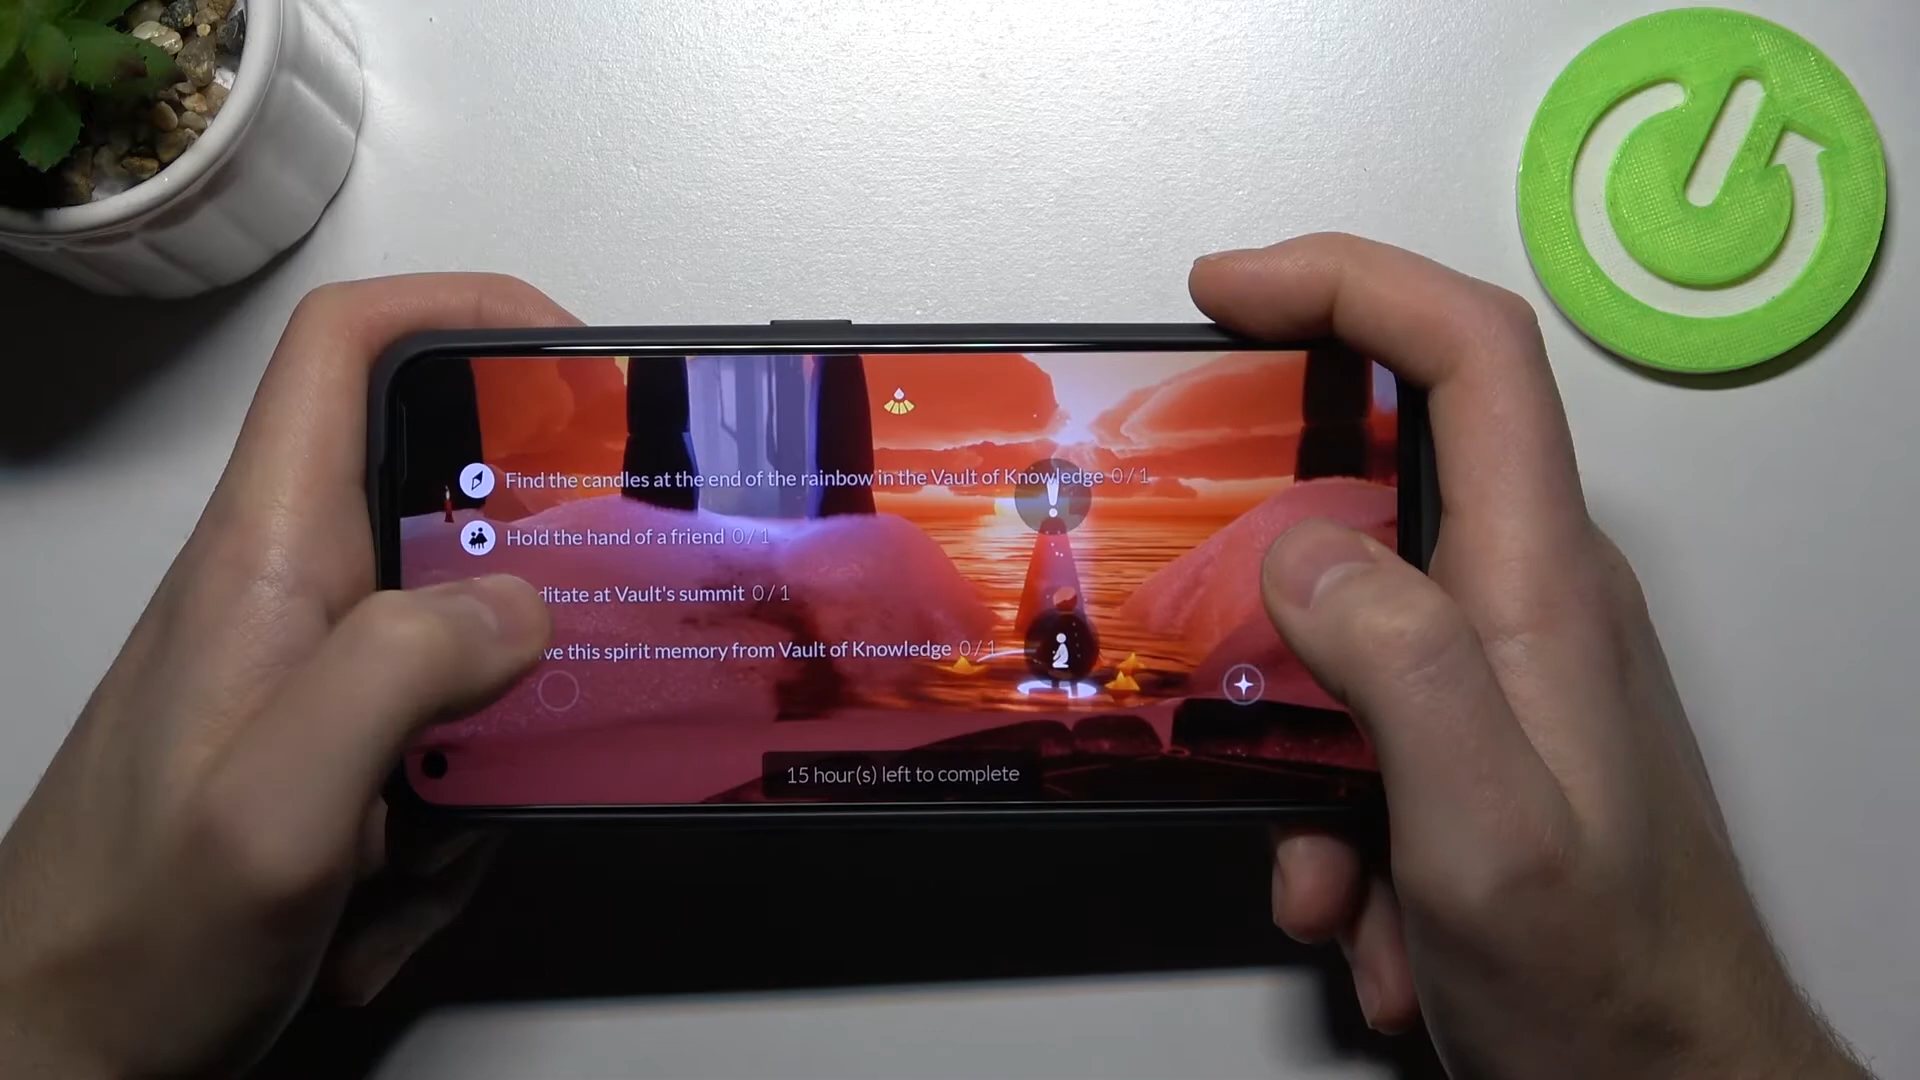 Find the candles at the end of the rainbow in the Vault of Knowledge 0/1
Hold the hand of a friend 0/1
at Vault's summit 0/1
this spirit memory from Vault of Knowledge 0/1
15 hour(s) left to complete